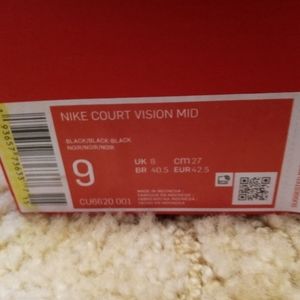 NIKE COURT VISION MID
BLACK/BLACK-BLACK
NOIR/NOIR/NOIR
9
UK 8 CM 27
BR 40.5 EUR 42.5
CU6620 001
MADE IN INDONESIA